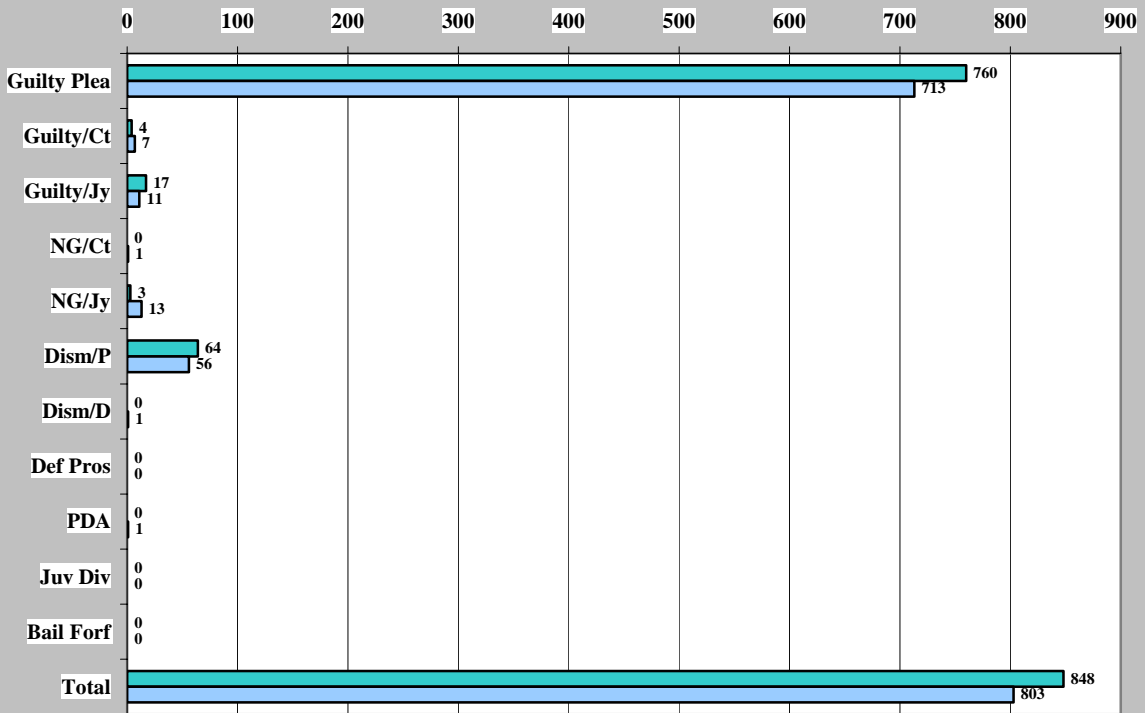 0 100 200 300 400 500 600 700 800 900
Guilty Plea 760
713
Guilty/Ct 4
7
Guilty/Jy 17
11
NG/Ct 0
1
NG/Jy 3
13
Dism/P 64
56
Dism/D 0
1
Def Pros 0
0
PDA 0
1
Juv Div 0
0
Bail Forf 0
0
Total 848
803